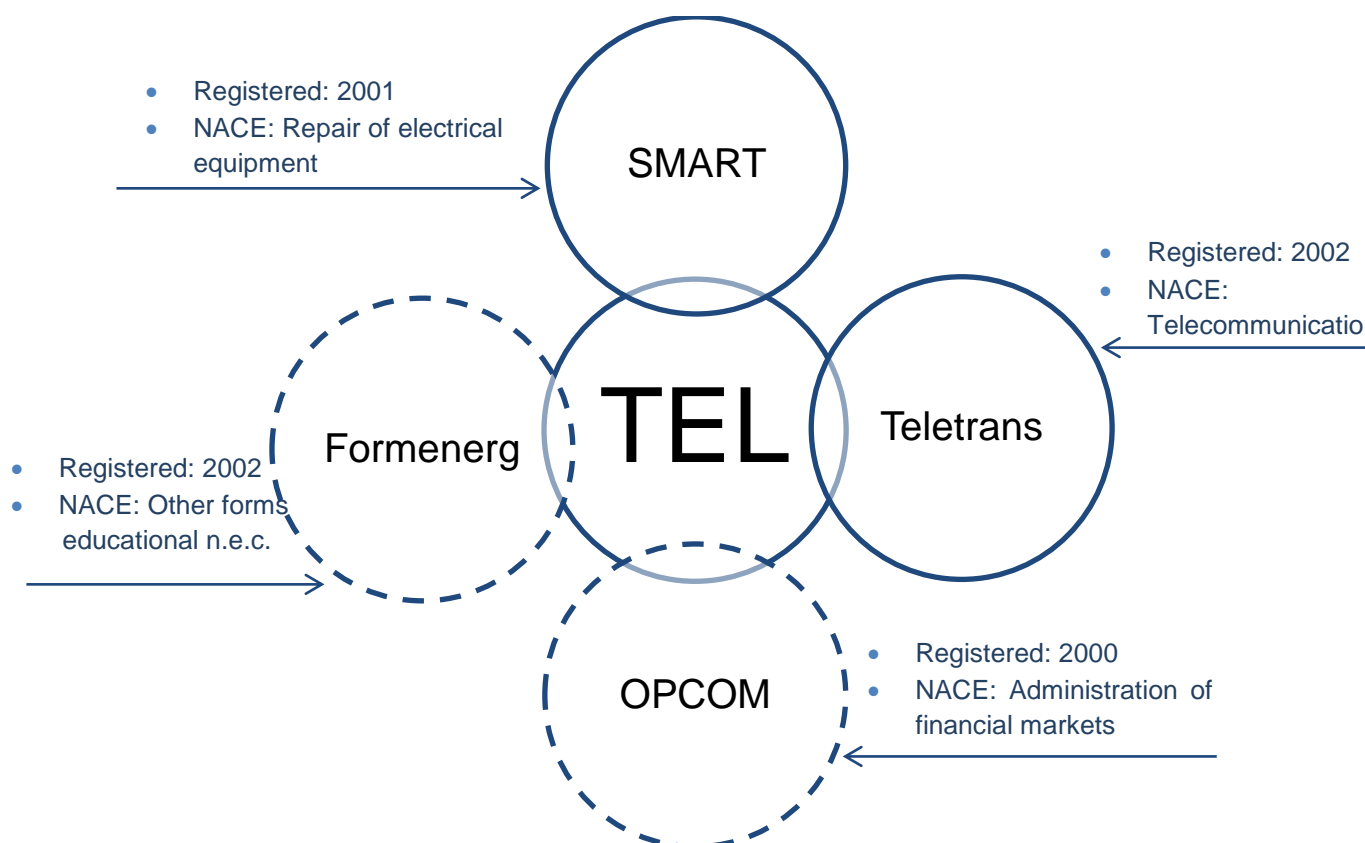 • Registered: 2001
• NACE: Repair of electrical
equipment
SMART
• Registered: 2002
• NACE:
Telecommunicatio
TEL
Teletrans
Formenerg
• Registered: 2002
• NACE: Other forms
educational n.e.c.
• Registered: 2000
• NACE: Administration of
financial markets
OPCOM